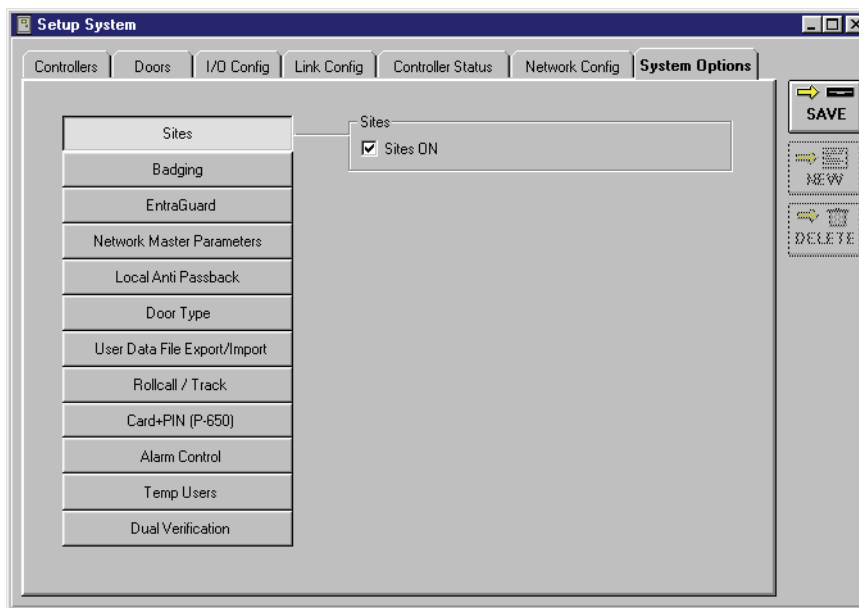 Setup System
Controllers
Doors
I/O Config
Link Config
Controller Status
Network Config
System Options
SAVE
NEW
DELETE
Sites
Badging
EntraGuard
Network Master Parameters
Local Anti Passback
Door Type
User Data File Export/Import
Rollcall / Track
Card+PIN (P-650)
Alarm Control
Temp Users
Dual Verification
Sites
Sites ON